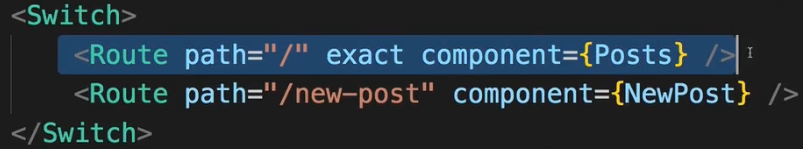 <Switch>
<Route path="/" exact component={Posts} />
<Route path="/new-post" component={NewPost} />
</Switch>